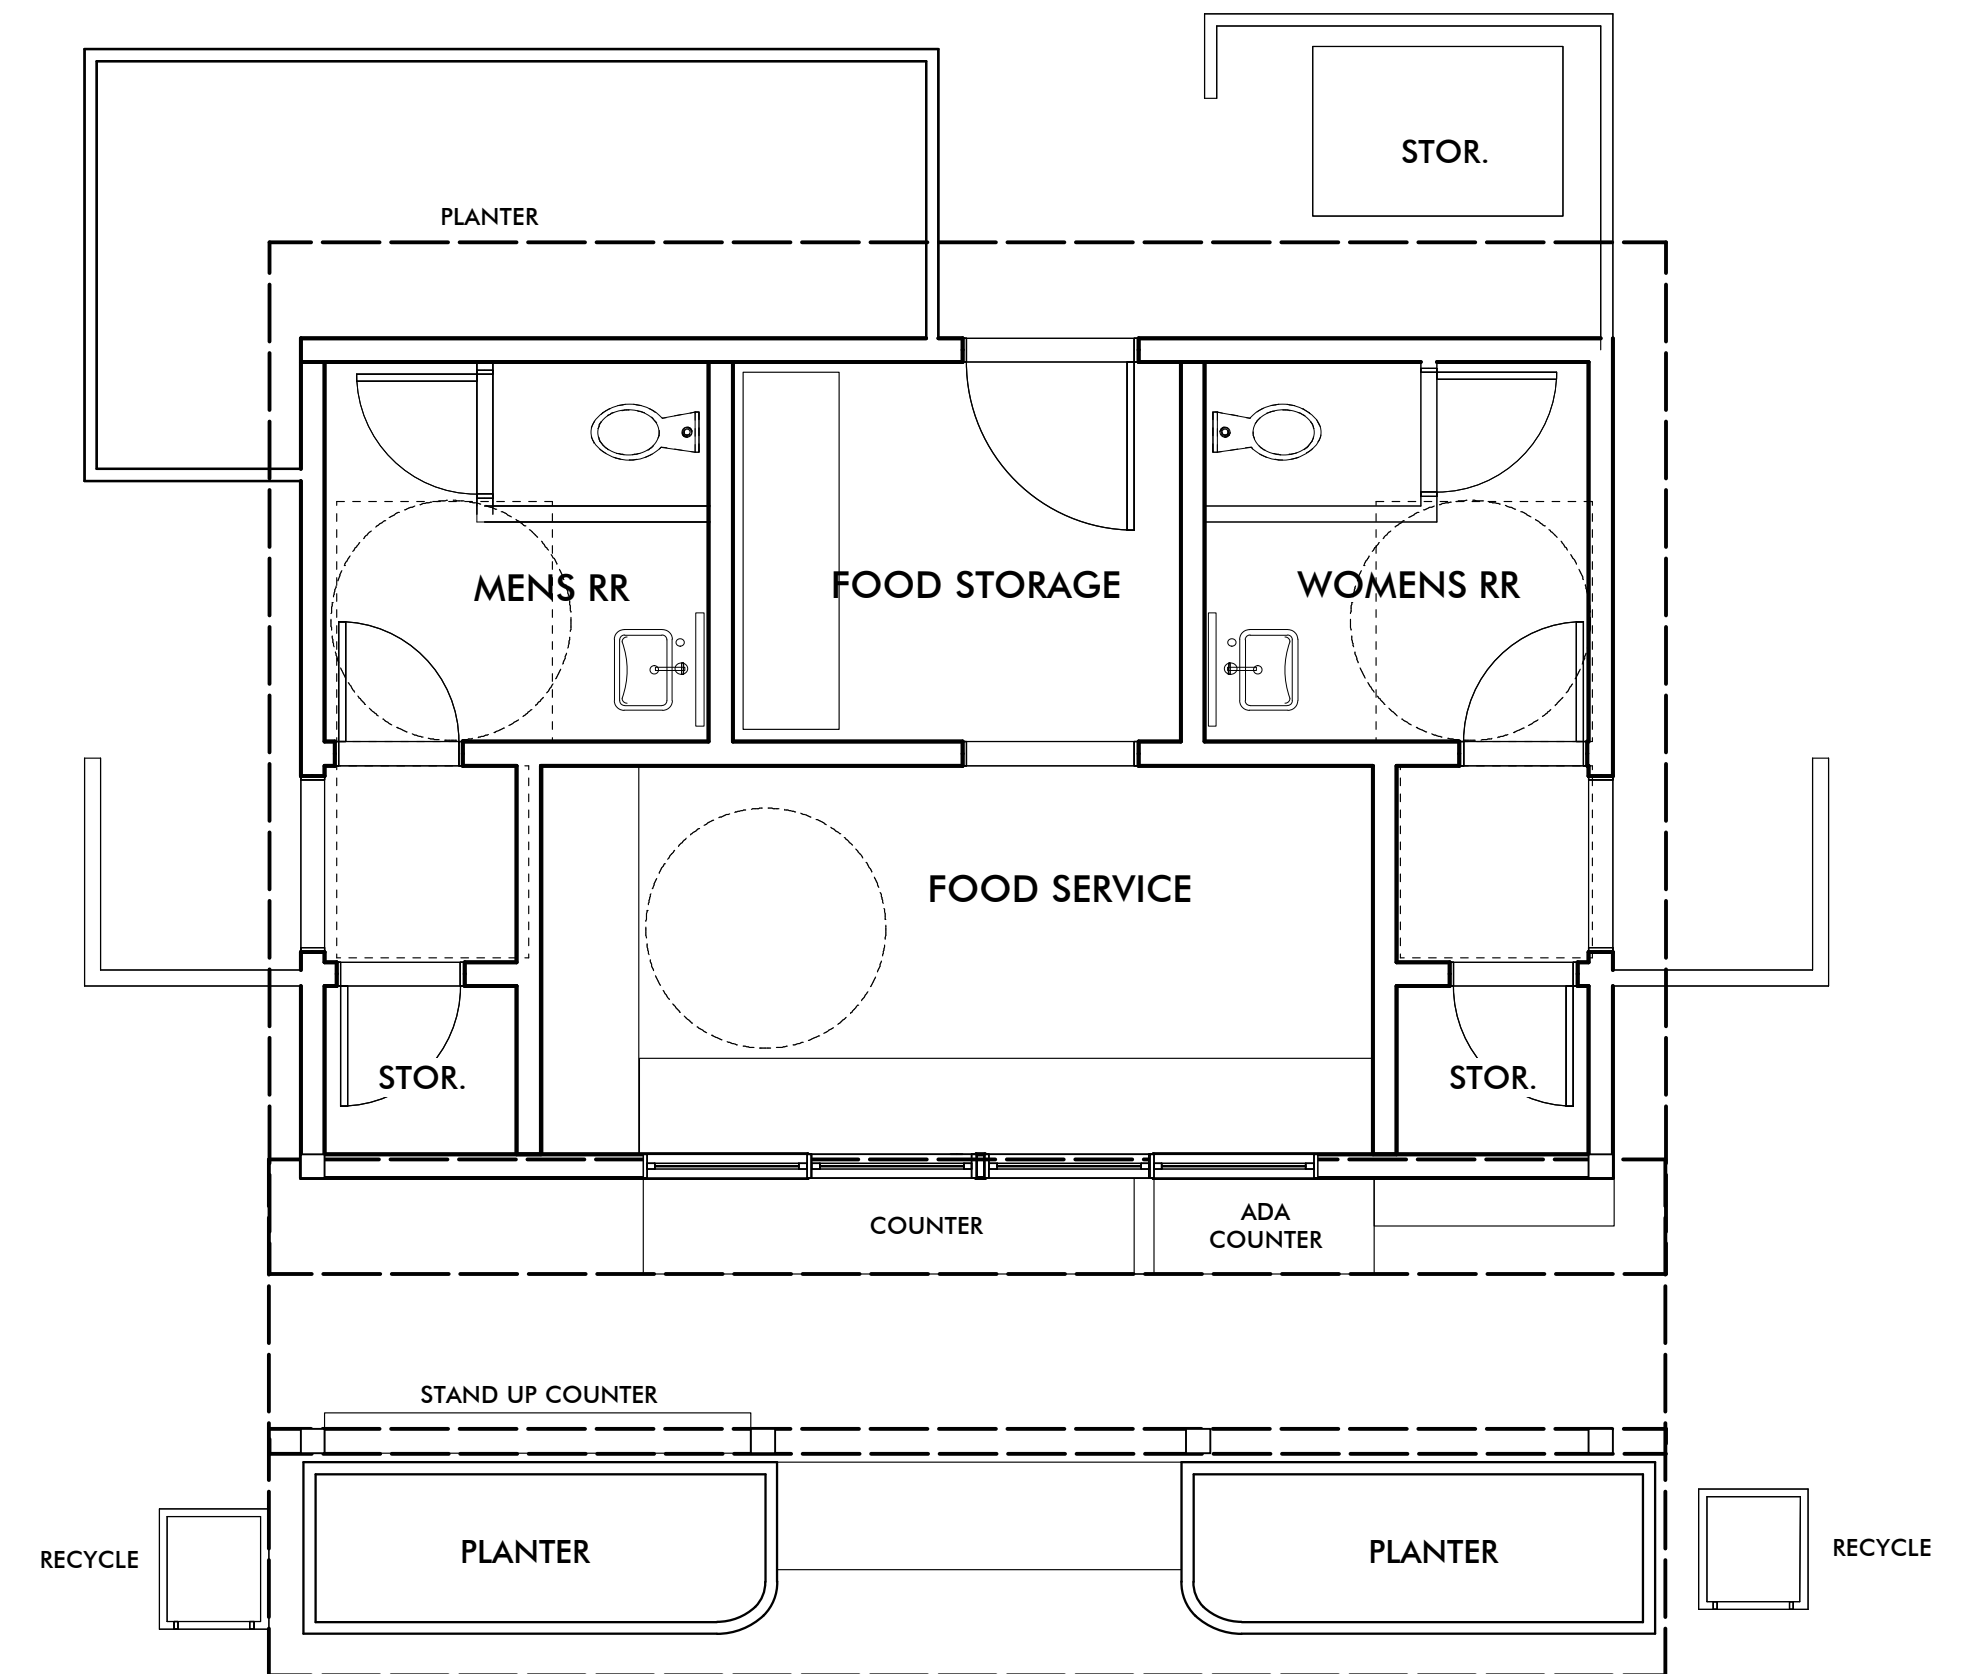 STOR.
PLANTER
MENS RR
FOOD STORAGE
WOMENS RR
FOOD SERVICE
STOR.
STOR.
COUNTER
ADA
COUNTER
STAND UP COUNTER
RECYCLE
PLANTER
PLANTER
RECYCLE